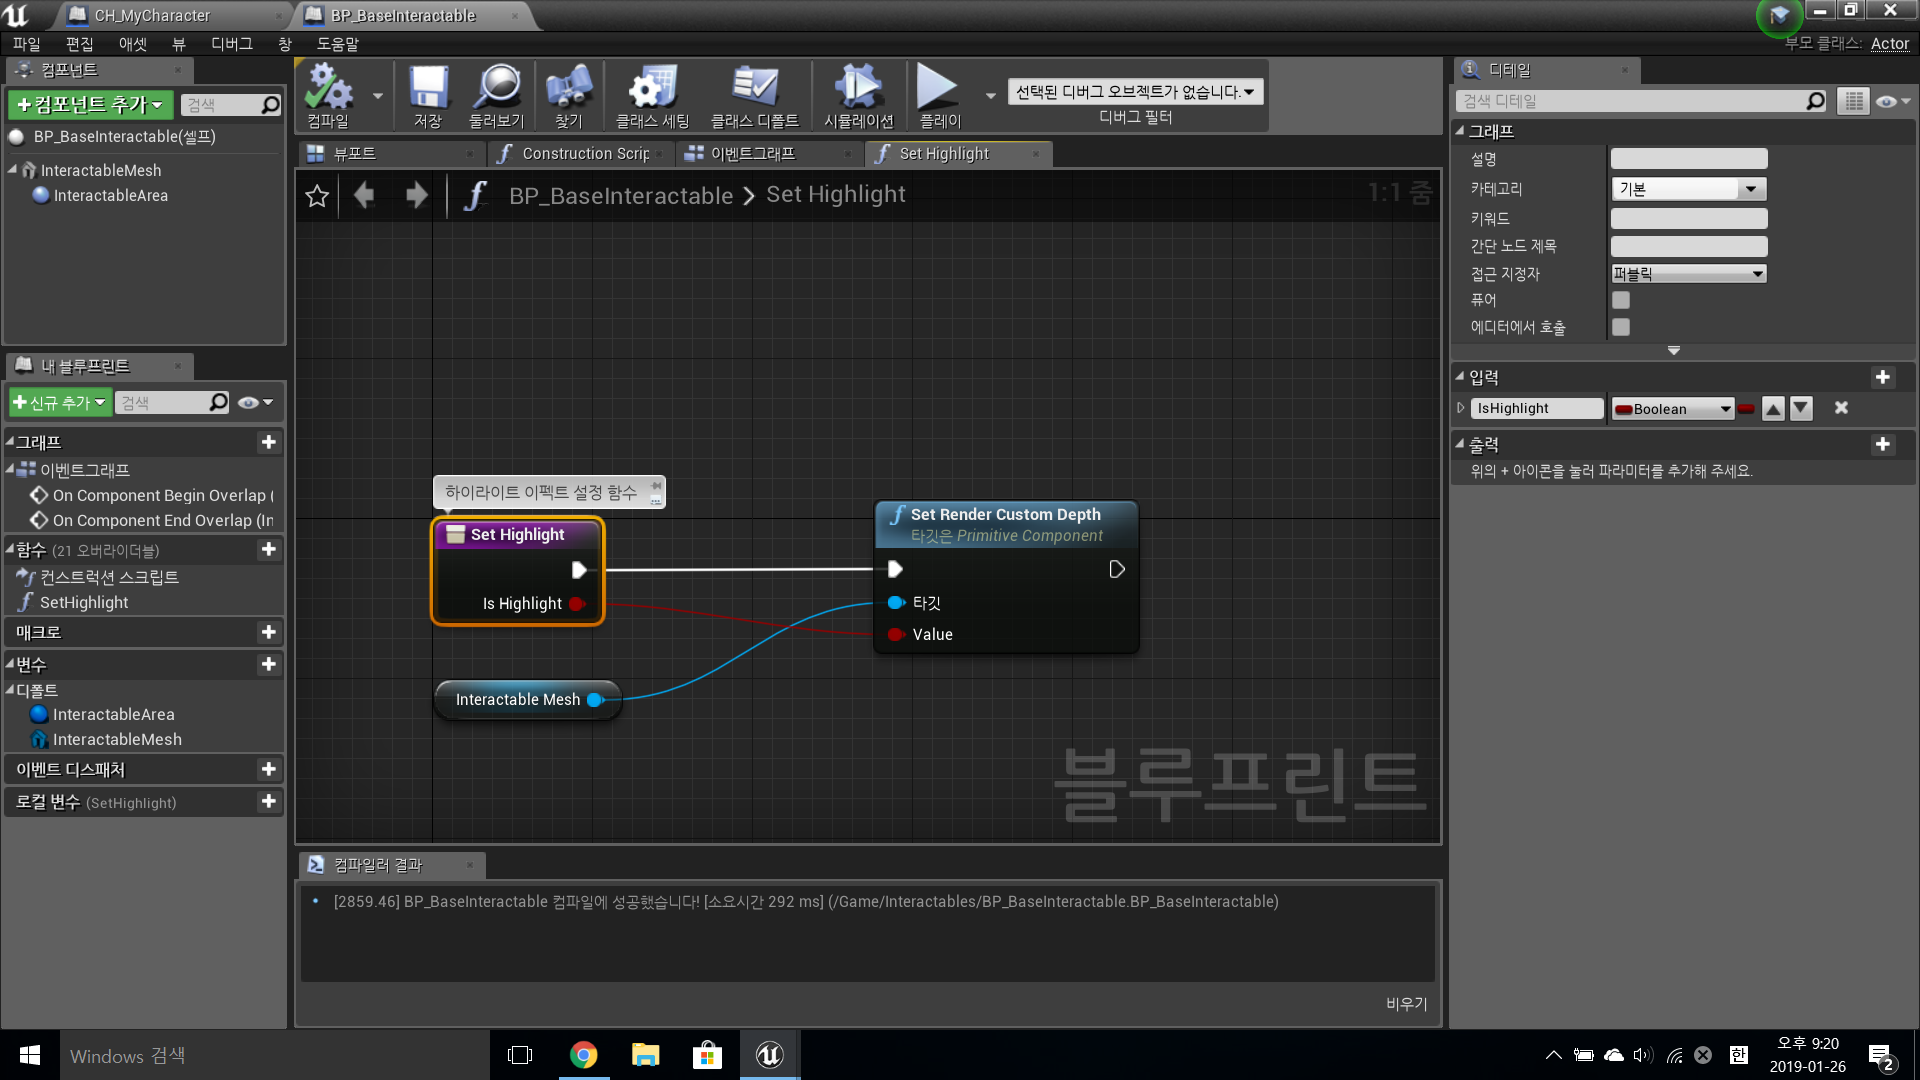 CH_MyCharacter
BP_BaseInteractable
파일 편집 애셋 뷰 디버그 창 도움말
부모 클래스: Actor
컴포넌트
+컴포넌트 추가
검색
BP_BaseInteractable(셀프)
InteractableMesh
InteractableArea
내 블루프린트
신규 추가
검색
그래프
이벤트그래프
On Component Begin Overlap (
On Component End Overlap (In
함수 (21 오버라이더블)
컨스트럭션 스크립트
SetHighlight
매크로
변수
디폴트
InteractableArea
InteractableMesh
이벤트 디스패처
로컬 변수 (SetHighlight)
컴파일
저장
둘러보기
찾기
클래스 세팅
클래스 디폴트
시뮬레이션
플레이
선택된 디버그 오브젝트가 없습니다.
디버그 필터
뷰포트
Construction Scrip
이벤트그래프
Set Highlight
BP_BaseInteractable > Set Highlight
1:1 줌
하이라이트 이펙트 설정 함수
Set Highlight
Is Highlight
Interactable Mesh
Set Render Custom Depth
타깃은 Primitive Component
타깃
Value
블루프린트
컴파일러 결과
[2859.46] BP_BaseInteractable 컴파일에 성공했습니다! [소요시간 292 ms] (/Game/Interactables/BP_BaseInteractable.BP_BaseInteractable)
비우기
디테일
검색 디테일
그래프
설명
카테고리 기본
키워드
간단 노드 제목
접근 지정자 퍼블릭
퓨어
에디터에서 호출
입력
IsHighlight Boolean
출력
위의 + 아이콘을 눌러 파라미터를 추가해 주세요.
Windows 검색
한
오후 9:20
2019-01-26
2